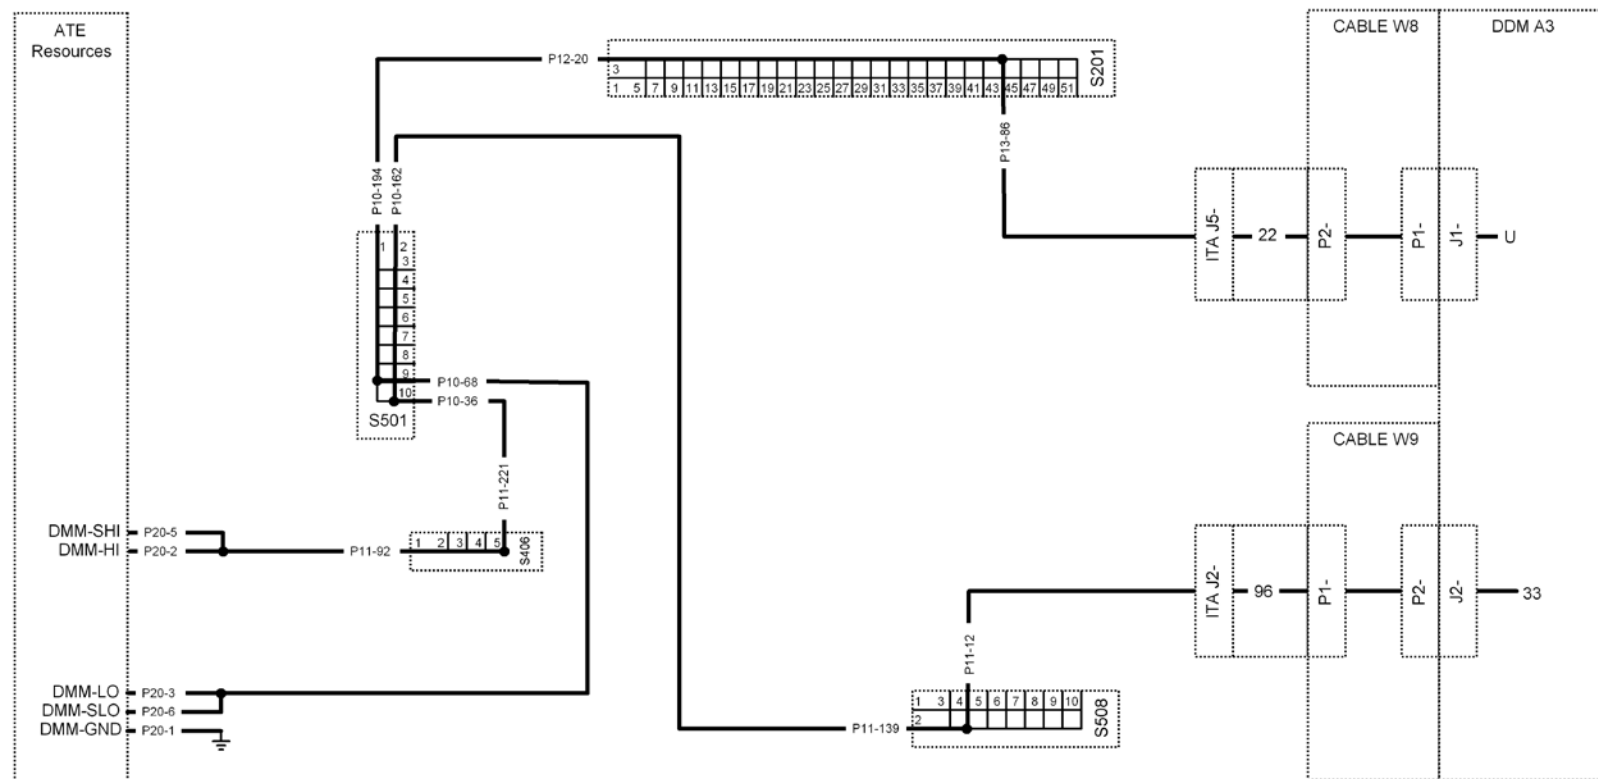 ATE
Resources
CABLE W8
DDM A3
P12-20
3
1 5 7 9 11 13 15 17 19 21 23 25 27 29 31 33 35 37 39 41 43 45 47 49 51
S201
P13-86
P10-194
P10-162
ITA J5-
22
P2-
P1-
J1-
U
1 2
3
4
5
6
7
8
9
10
P10-68
P10-36
S501
CABLE W9
P11-221
DMM-SHI P20-5
DMM-HI P20-2
P11-92
1 2 3 4 5
S406
ITA J2-
96
P1-
P2-
J2-
33
P11-12
DMM-LO P20-3
DMM-SLO P20-6
DMM-GND P20-1
P11-139
1 3 4 5 6 7 8 9 10
2
S508